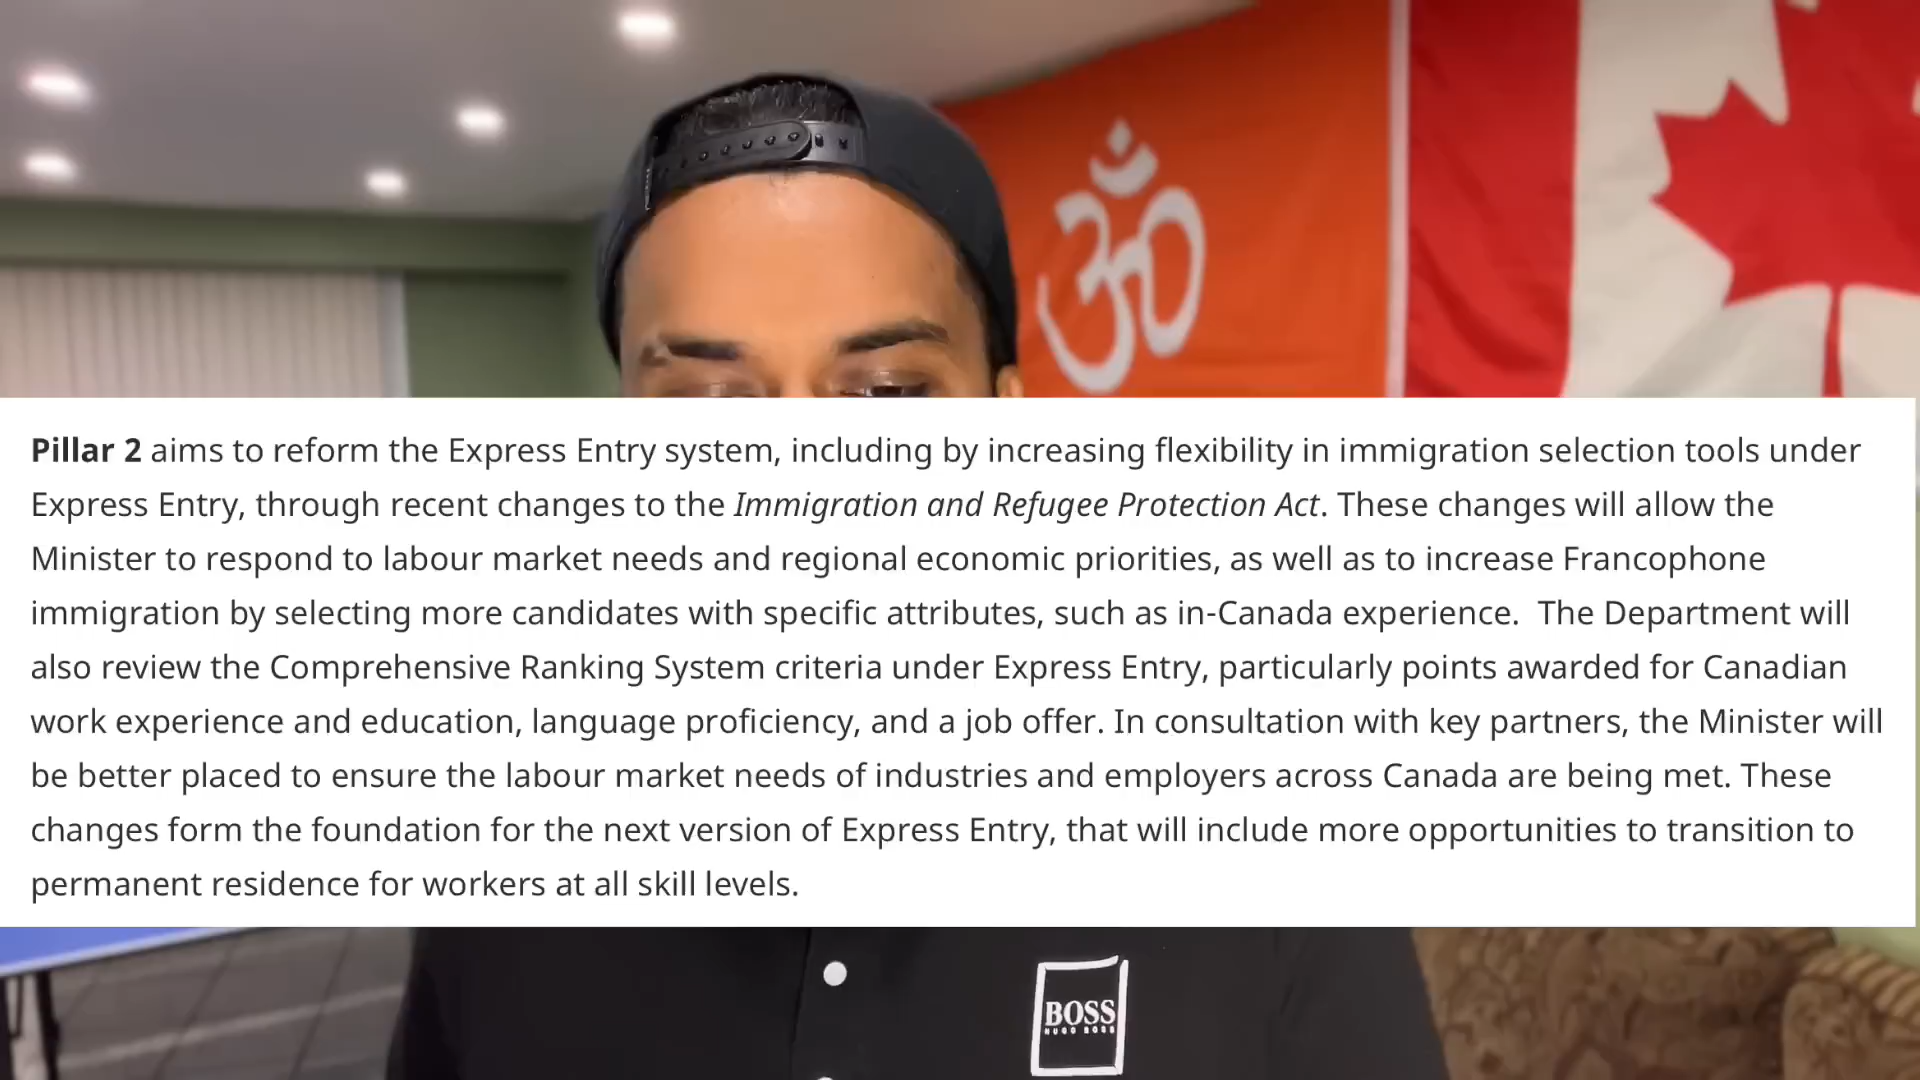 ॐ
Pillar 2 aims to reform the Express Entry system, including by increasing flexibility in immigration selection tools under
Express Entry, through recent changes to the Immigration and Refugee Protection Act. These changes will allow the
Minister to respond to labour market needs and regional economic priorities, as well as to increase Francophone
immigration by selecting more candidates with specific attributes, such as in-Canada experience.  The Department will
also review the Comprehensive Ranking System criteria under Express Entry, particularly points awarded for Canadian
work experience and education, language proficiency, and a job offer. In consultation with key partners, the Minister will
be better placed to ensure the labour market needs of industries and employers across Canada are being met. These
changes form the foundation for the next version of Express Entry, that will include more opportunities to transition to
permanent residence for workers at all skill levels.
BOSS
HUGO BOSS